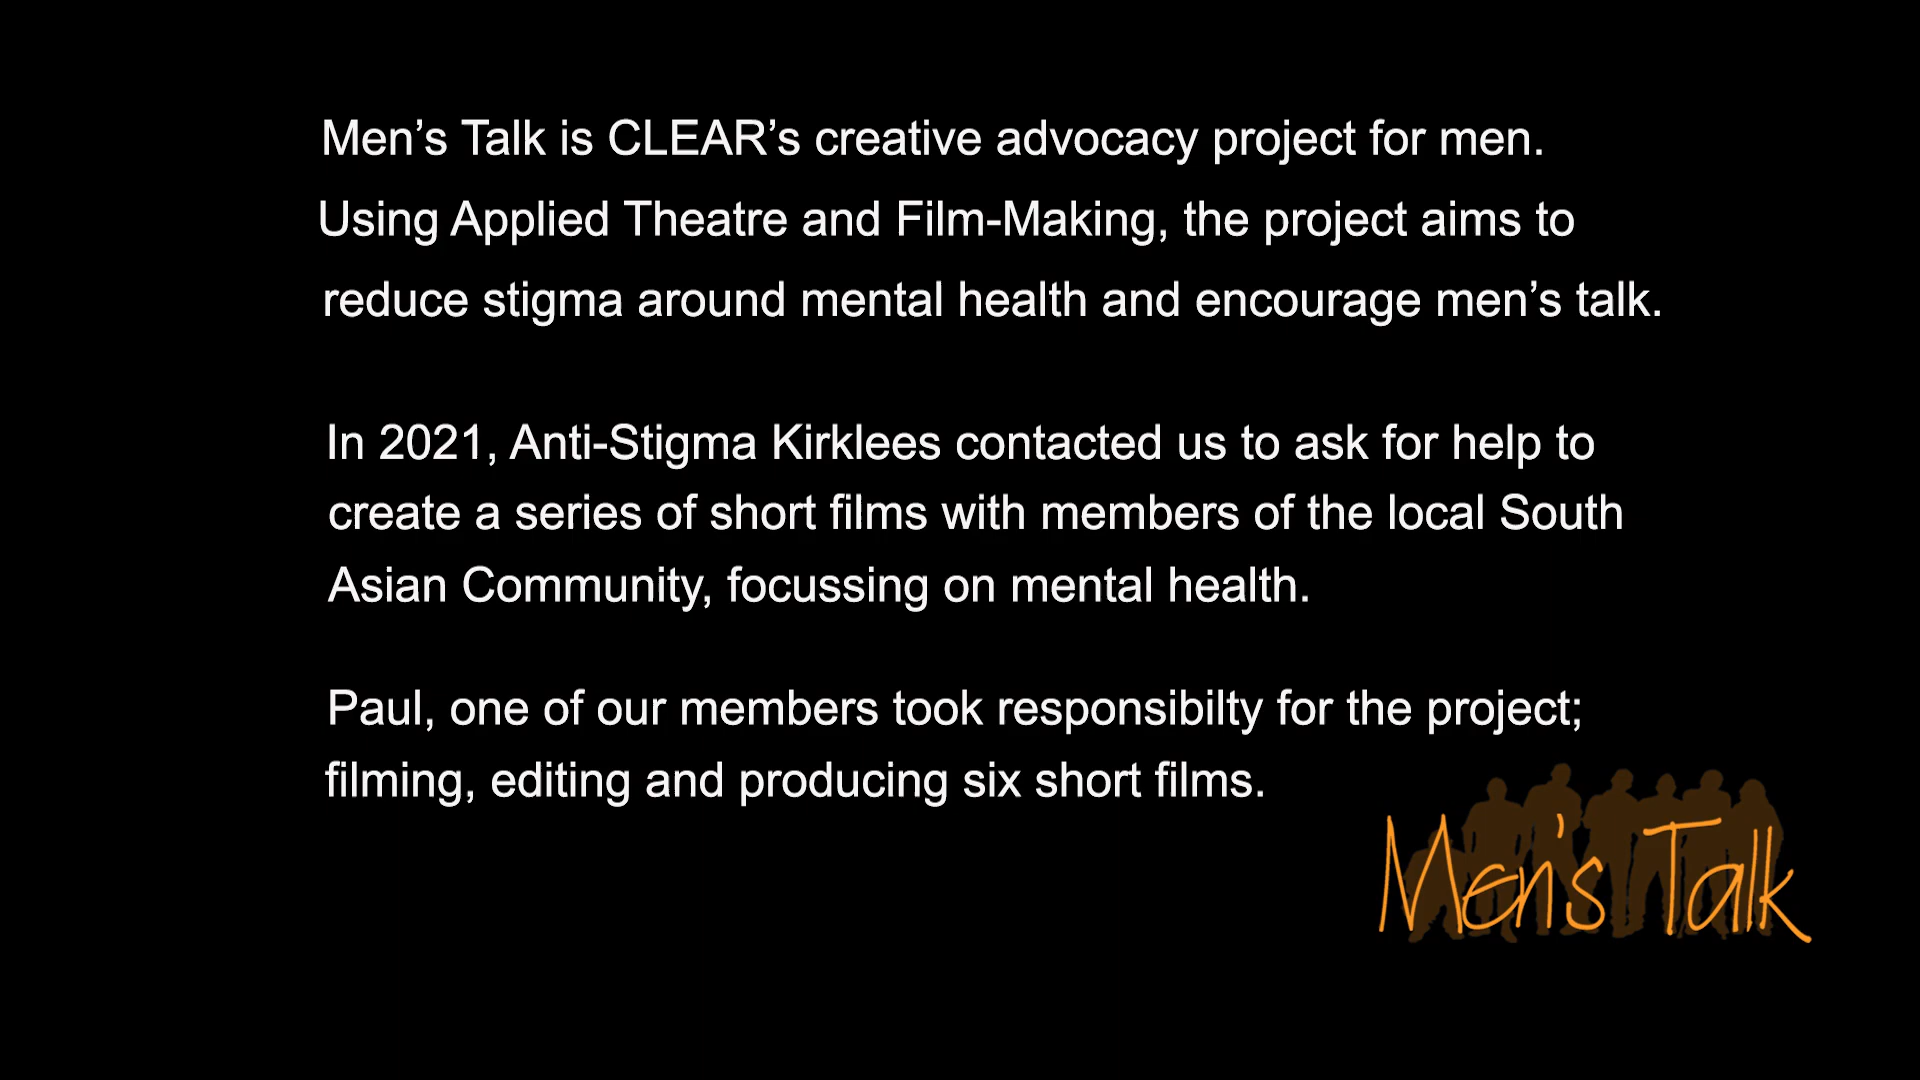 Men’s Talk is CLEAR’s creative advocacy project for men.
Using Applied Theatre and Film-Making, the project aims to
reduce stigma around mental health and encourage men’s talk.
In 2021, Anti-Stigma Kirklees contacted us to ask for help to
create a series of short films with members of the local South
Asian Community, focussing on mental health.
Paul, one of our members took responsibilty for the project;
filming, editing and producing six short films.
Men's Talk